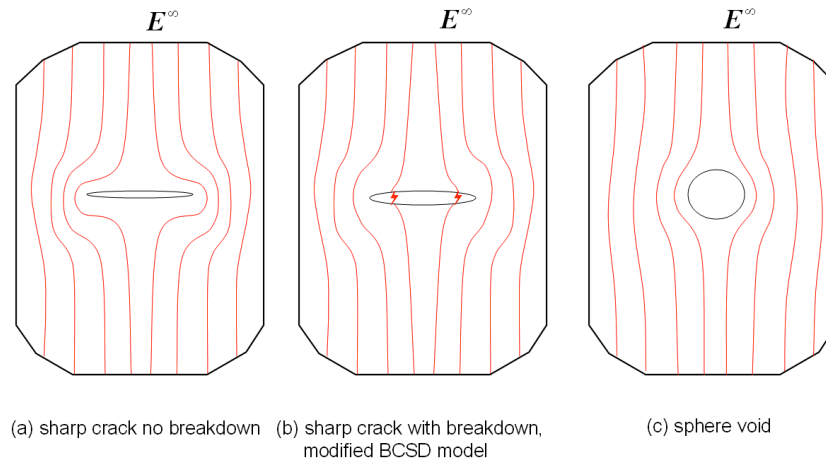 E∞ E∞ E∞
(a) sharp crack no breakdown (b) sharp crack with breakdown, (c) sphere void
modified BCSD model